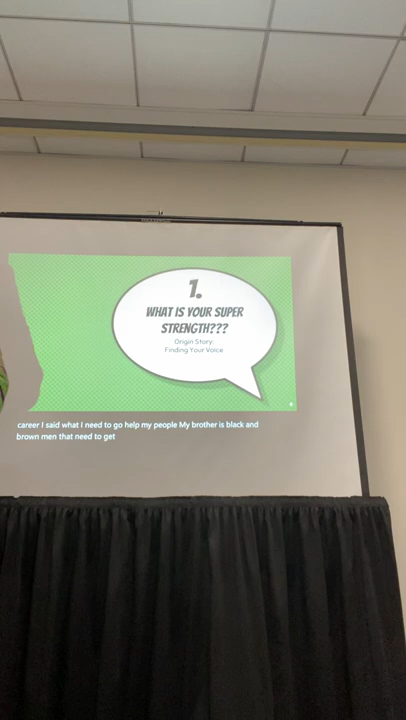 1.
WHAT IS YOUR SUPER
STRENGTH???
Origin Story:
Finding Your Voice
career I said what I need to go help my people My brother is black and
brown men that need to get